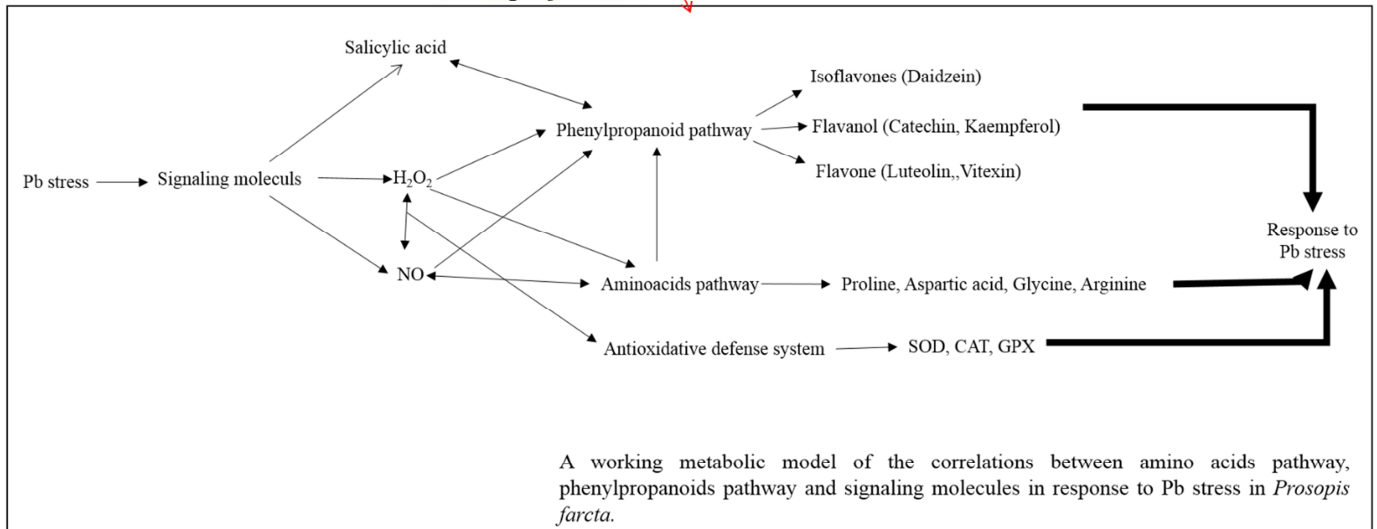 Salicylic acid
Isoflavones (Daidzein)
Phenylpropanoid pathway
Flavanol (Catechin, Kaempferol)
Flavone (Luteolin,,Vitexin)
Pb stress
Signaling moleculs
H₂O₂
NO
Response to
Pb stress
Aminoacids pathway
Proline, Aspartic acid, Glycine, Arginine
Antioxidative defense system
SOD, CAT, GPX
A working metabolic model of the correlations between amino acids pathway,
phenylpropanoids pathway and signaling molecules in response to Pb stress in Prosopis
farcta.